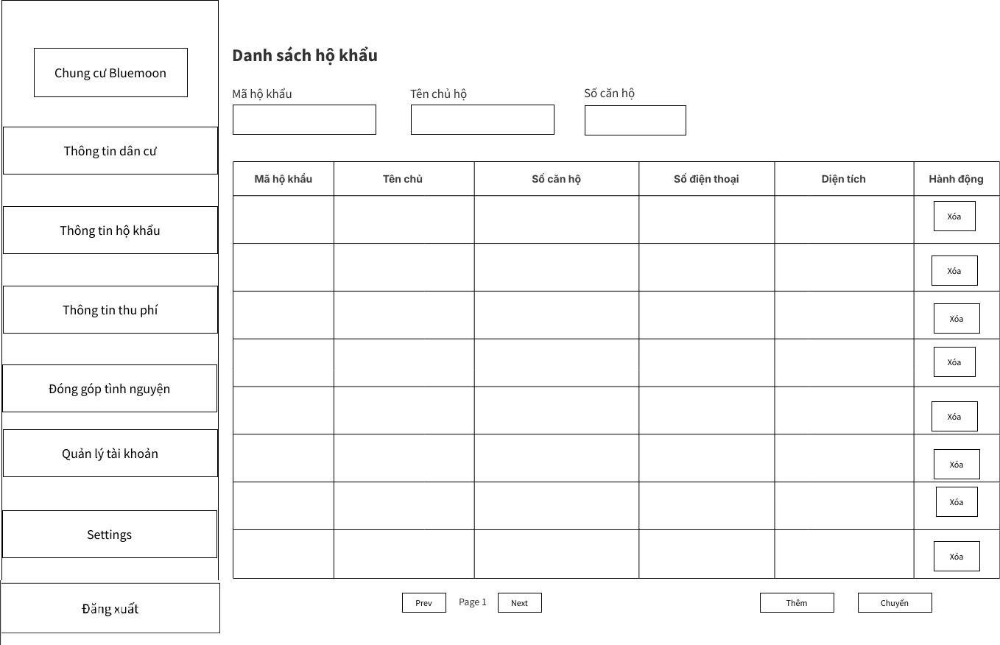 Chung cư Bluemoon
Thông tin dân cư
Thông tin hộ khẩu
Thông tin thu phí
Đóng góp tình nguyện
Quản lý tài khoản
Settings
Đăng xuất
Danh sách hộ khẩu
Mã hộ khẩu Tên chủ hộ Số căn hộ
Mã hộ khẩu Tên chủ Số căn hộ Số điện thoại Diện tích Hành động
Xóa
Xóa
Xóa
Xóa
Xóa
Xóa
Xóa
Xóa
Prev Page 1 Next Thêm Chuyển